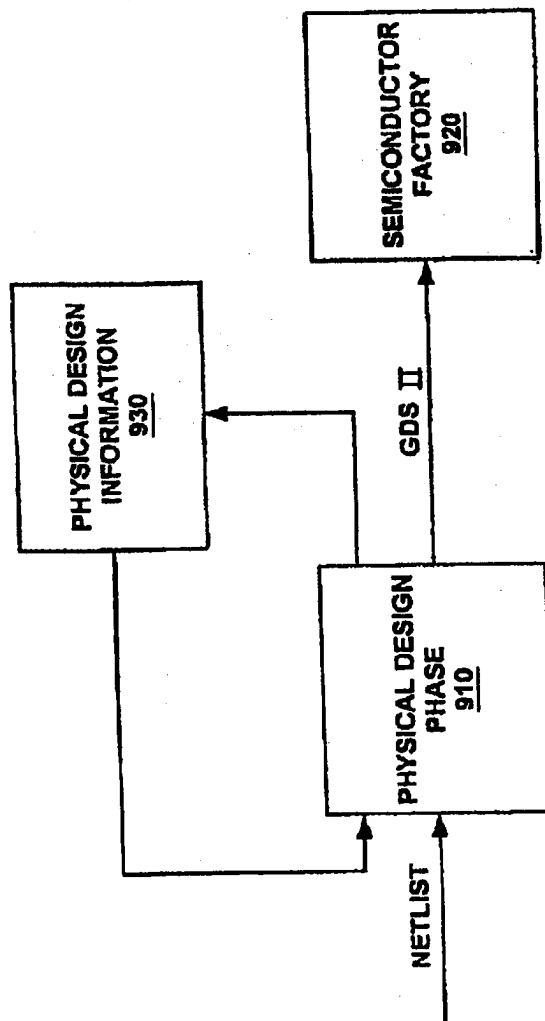 PHYSICAL DESIGN
INFORMATION
930
NETLIST
PHYSICAL DESIGN
PHASE
910
GDS II
SEMICONDUCTOR
FACTORY
920